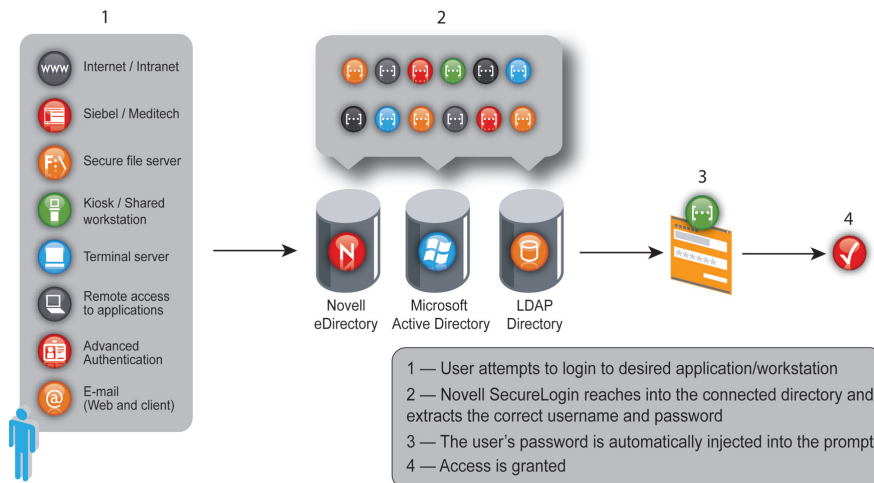 1
www
Internet / Intranet
Siebel / Meditech
F:\
Secure file server
Kiosk / Shared
workstation
Terminal server
Remote access
to applications
Advanced
Authentication
@
E-mail
(Web and client)
2
[...] [...] [...] [...] [...] [...]
[...] [...] [...] [...] [...] [...]
N
Novell
eDirectory
Microsoft
Active Directory
LDAP
Directory
3
[...]
******
4
1 — User attempts to login to desired application/workstation
2 — Novell SecureLogin reaches into the connected directory and
extracts the correct username and password
3 — The user's password is automatically injected into the prompt
4 — Access is granted